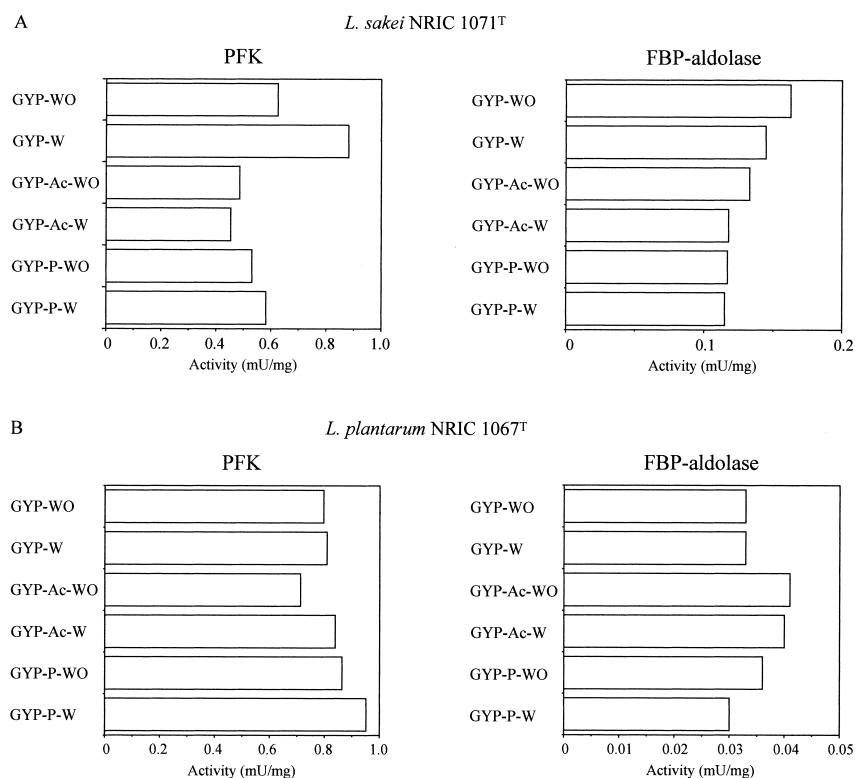 A
L. sakei NRIC 1071T
PFK
GYP-WO
GYP-W
GYP-Ac-WO
GYP-Ac-W
GYP-P-WO
GYP-P-W
0 0.2 0.4 0.6 0.8 1.0
Activity (mU/mg)
FBP-aldolase
GYP-WO
GYP-W
GYP-Ac-WO
GYP-Ac-W
GYP-P-WO
GYP-P-W
0 0.1 0.2
Activity (mU/mg)
B
L. plantarum NRIC 1067T
PFK
GYP-WO
GYP-W
GYP-Ac-WO
GYP-Ac-W
GYP-P-WO
GYP-P-W
0 0.2 0.4 0.6 0.8 1.0
Activity (mU/mg)
FBP-aldolase
GYP-WO
GYP-W
GYP-Ac-WO
GYP-Ac-W
GYP-P-WO
GYP-P-W
0 0.01 0.02 0.03 0.04 0.05
Activity (mU/mg)